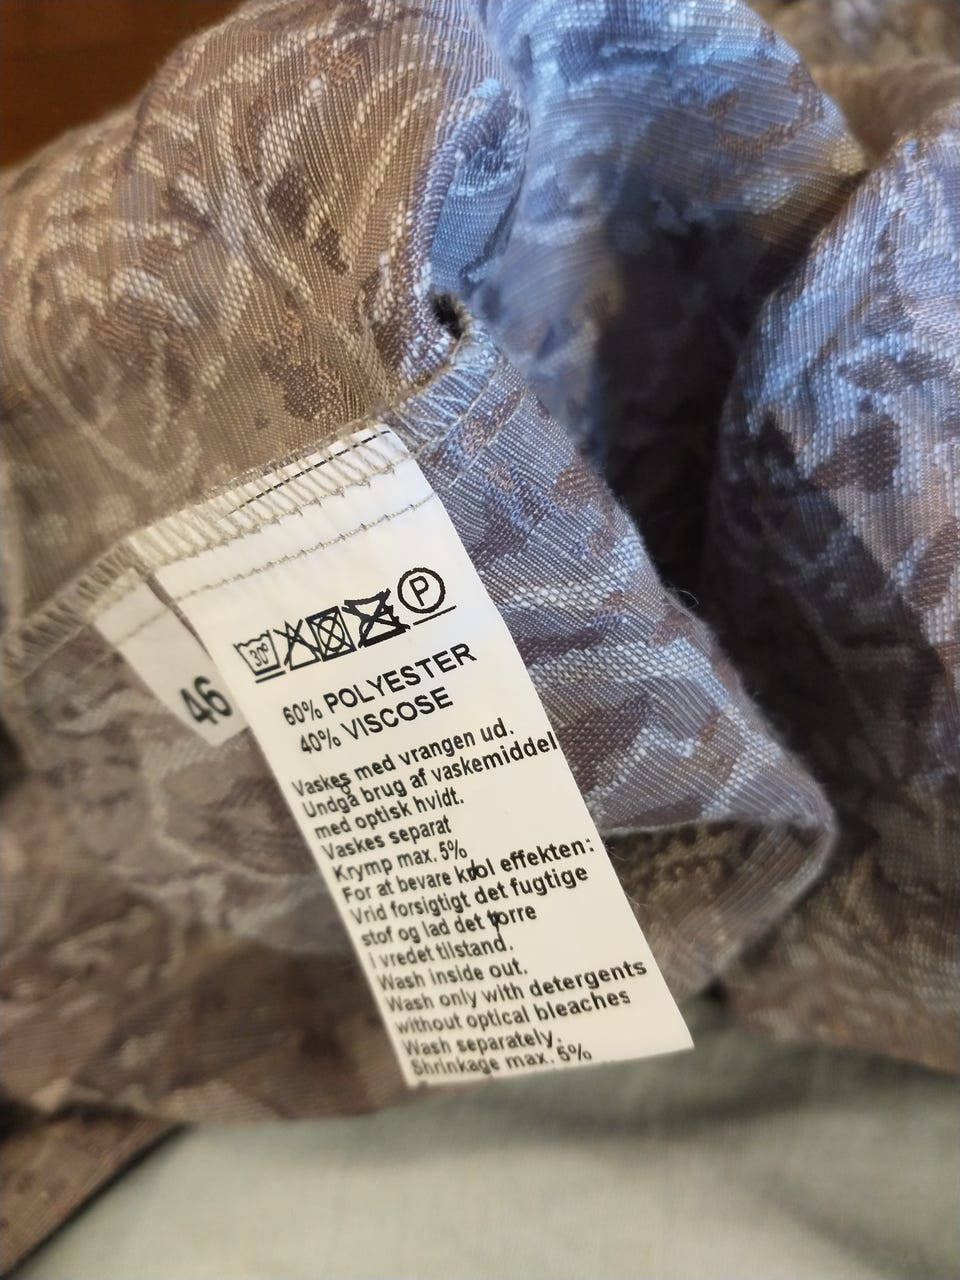 30°
P
60% POLYESTER
40% VISCOSE
46
Vaskes med vrangen ud.
Undgå brug af vaskemiddel
med optisk hvidt.
Vaskes separat
Krymp max. 5%
For at bevare krøl effekten:
Vrid forsigtigt det fugtige
stof og lad det tørre
i vredet tilstand.
Wash inside out.
Wash only with detergents
without optical bleaches
Wash separately.
Shrinkage max. 5%